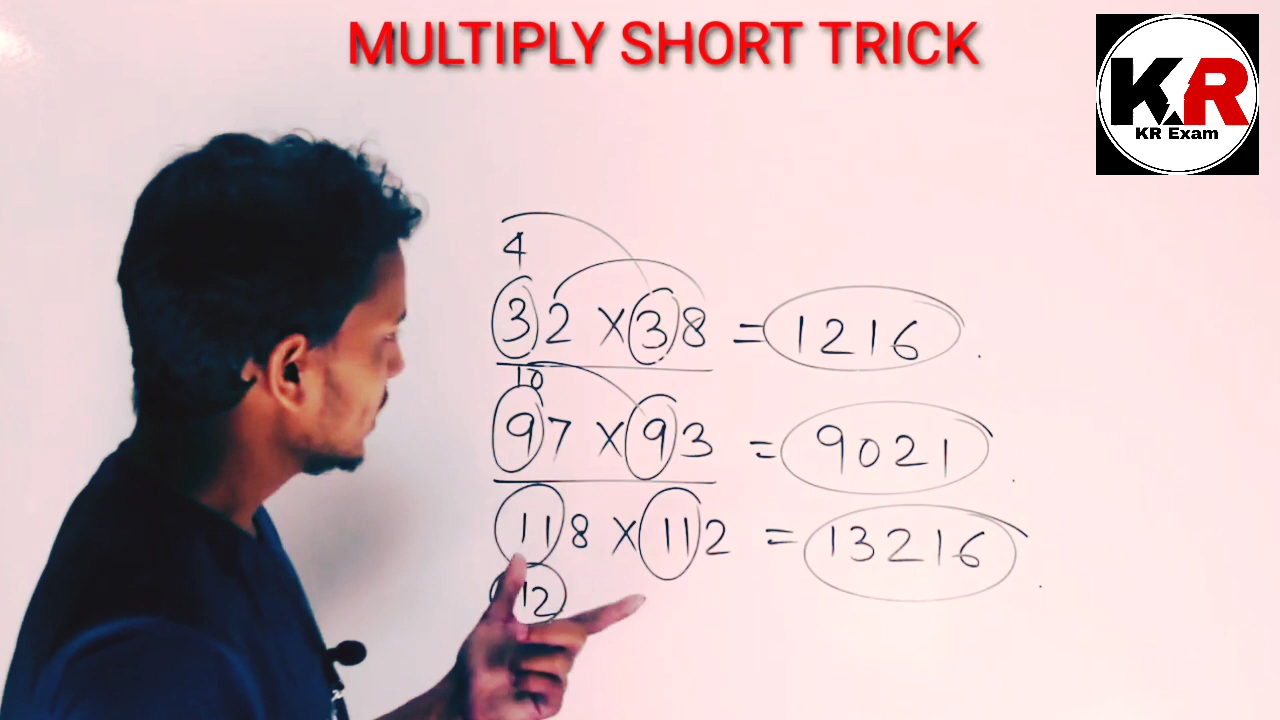 MULTIPLY SHORT TRICK
KR
KR Exam
4
32 X 38 = 1216
10
97 X 93 = 9021
118 X 112 = 13216
12